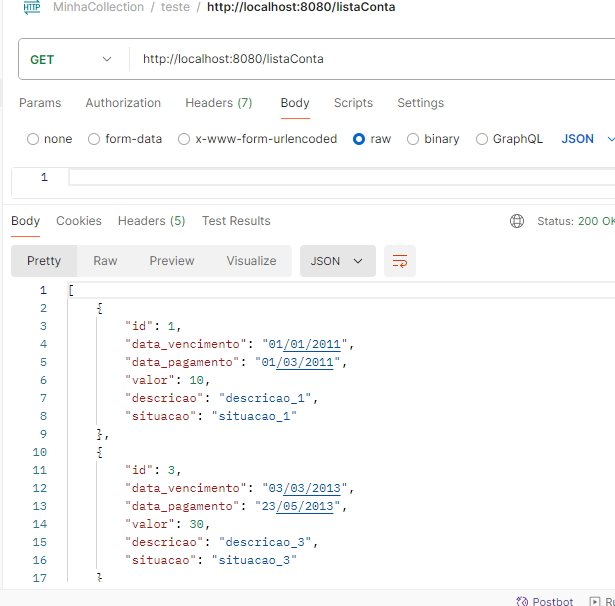 HTTP MinhaCollection / teste / http://localhost:8080/listaConta
GET http://localhost:8080/listaConta
Params Authorization Headers (7) Body Scripts Settings
none form-data x-www-form-urlencoded raw binary GraphQL JSON
1
Body Cookies Headers (5) Test Results Status: 200 OK
Pretty Raw Preview Visualize JSON
1 [
2 {
3 "id": 1,
4 "data_vencimento": "01/01/2011",
5 "data_pagamento": "01/03/2011",
6 "valor": 10,
7 "descricao": "descricao_1",
8 "situacao": "situacao_1"
9 },
10 {
11 "id": 3,
12 "data_vencimento": "03/03/2013",
13 "data_pagamento": "23/05/2013",
14 "valor": 30,
15 "descricao": "descricao_3",
16 "situacao": "situacao_3"
17 }
Postbot Ru